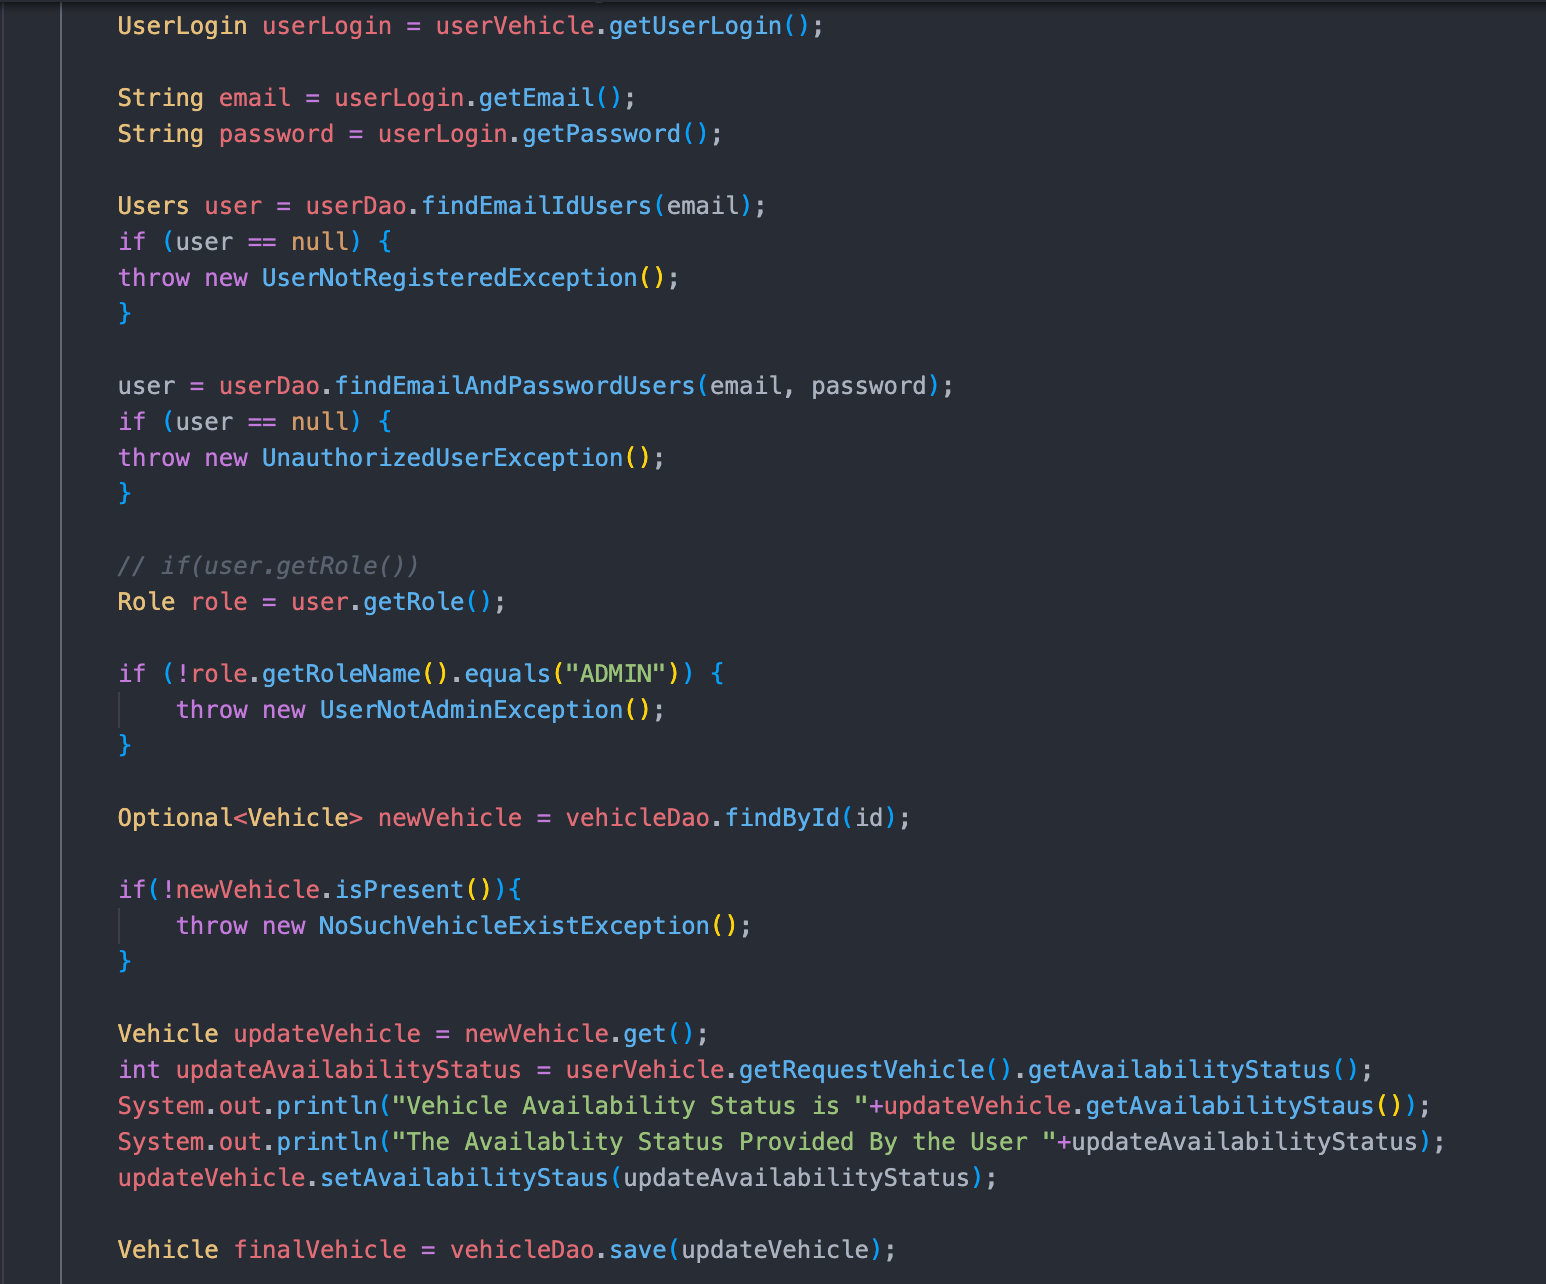 UserLogin userLogin = userVehicle.getUserLogin();
String email = userLogin.getEmail();
String password = userLogin.getPassword();
Users user = userDao.findEmailIdUsers(email);
if (user == null) {
throw new UserNotRegisteredException();
}
user = userDao.findEmailAndPasswordUsers(email, password);
if (user == null) {
throw new UnauthorizedUserException();
}
// if(user.getRole())
Role role = user.getRole();
if (!role.getRoleName().equals("ADMIN")) {
throw new UserNotAdminException();
}
Optional<Vehicle> newVehicle = vehicleDao.findById(id);
if(!newVehicle.isPresent()){
throw new NoSuchVehicleExistException();
}
Vehicle updateVehicle = newVehicle.get();
int updateAvailabilityStatus = userVehicle.getRequestVehicle().getAvailabilityStatus();
System.out.println("Vehicle Availability Status is "+updateVehicle.getAvailabilityStaus());
System.out.println("The Availablity Status Provided By the User "+updateAvailabilityStatus);
updateVehicle.setAvailabilityStaus(updateAvailabilityStatus);
Vehicle finalVehicle = vehicleDao.save(updateVehicle);